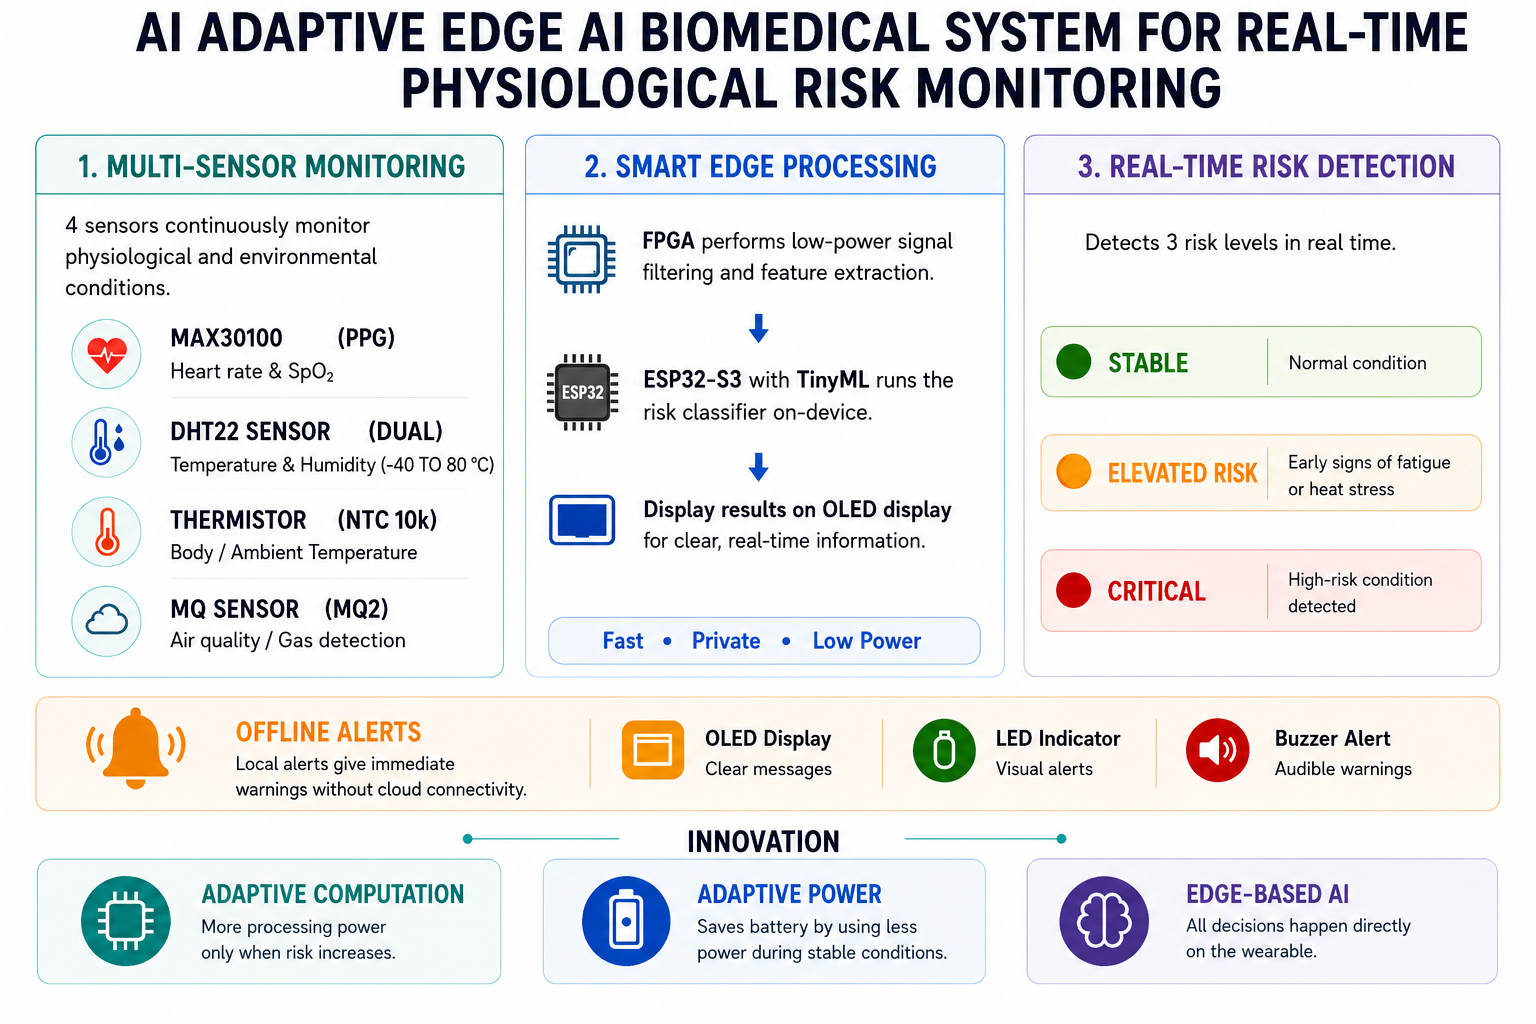 AI ADAPTIVE EDGE AI BIOMEDICAL SYSTEM FOR REAL-TIME
PHYSIOLOGICAL RISK MONITORING
1. MULTI-SENSOR MONITORING
4 sensors continuously monitor
physiological and environmental
conditions.
MAX30100 (PPG)
Heart rate & SpO₂
DHT22 SENSOR (DUAL)
Temperature & Humidity (-40 TO 80 °C)
THERMISTOR (NTC 10k)
Body / Ambient Temperature
MQ SENSOR (MQ2)
Air quality / Gas detection
2. SMART EDGE PROCESSING
FPGA performs low-power signal
filtering and feature extraction.
ESP32
ESP32-S3 with TinyML runs the
risk classifier on-device.
Display results on OLED display
for clear, real-time information.
Fast • Private • Low Power
3. REAL-TIME RISK DETECTION
Detects 3 risk levels in real time.
STABLE
Normal condition
ELEVATED RISK
Early signs of fatigue
or heat stress
CRITICAL
High-risk condition
detected
OFFLINE ALERTS
Local alerts give immediate
warnings without cloud connectivity.
OLED Display
Clear messages
LED Indicator
Visual alerts
Buzzer Alert
Audible warnings
INNOVATION
ADAPTIVE COMPUTATION
More processing power
only when risk increases.
ADAPTIVE POWER
Saves battery by using less
power during stable conditions.
EDGE-BASED AI
All decisions happen directly
on the wearable.